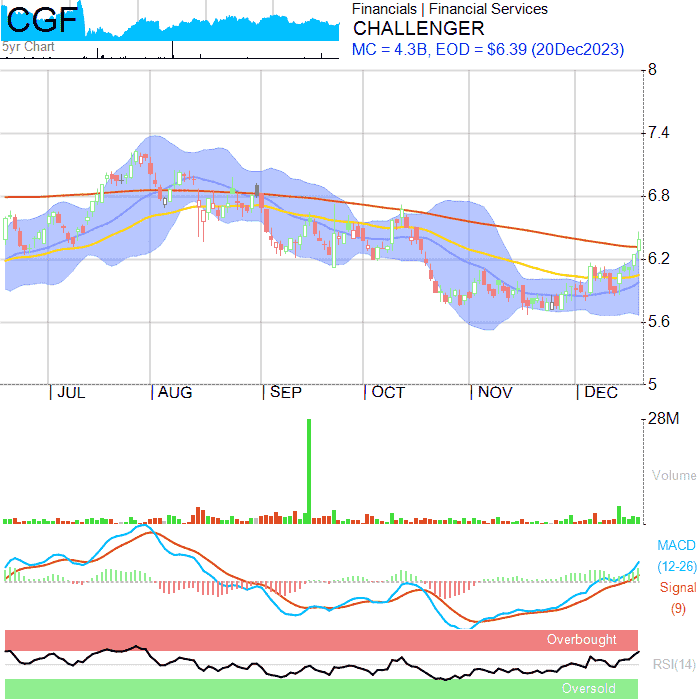 CGF
5yr Chart
Financials | Financial Services
CHALLENGER
MC = 4.3B, EOD = $6.39 (20Dec2023)
8
7.4
6.8
6.2
5.6
5
JUL AUG SEP OCT NOV DEC
28M
Volume
MACD
(12-26)
Signal
(9)
Overbought
RSI(14)
Oversold